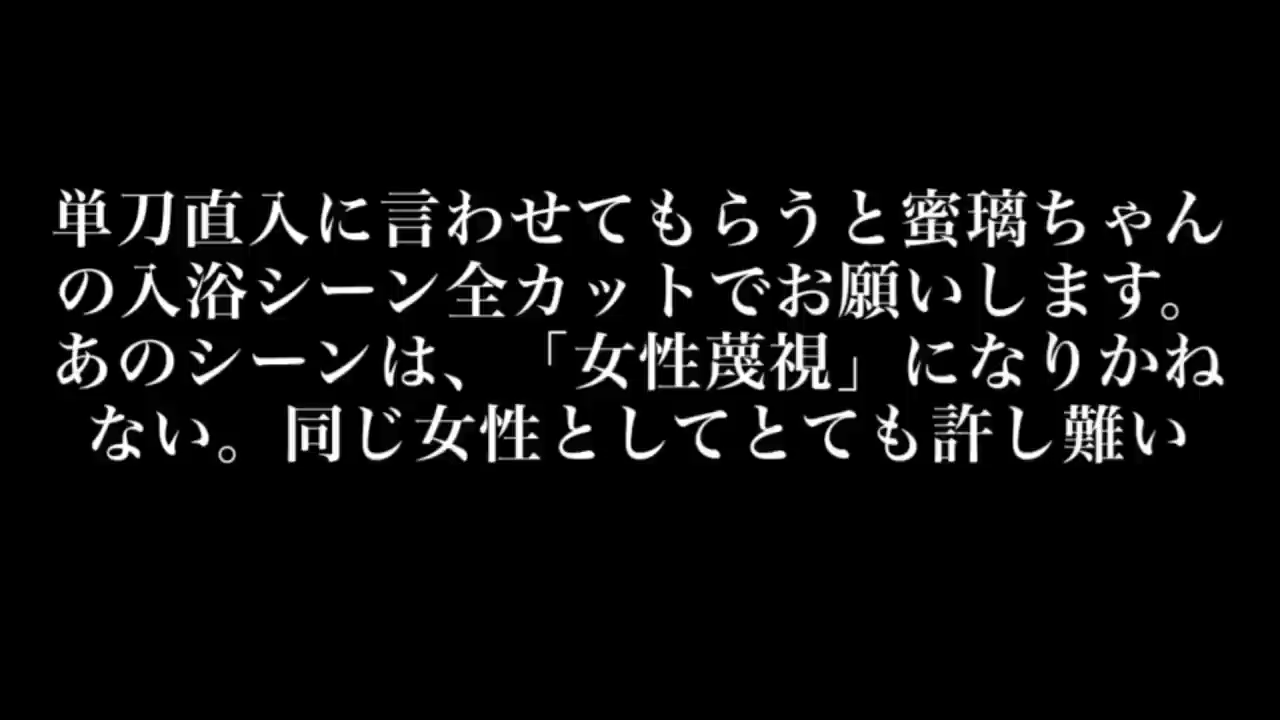 単刀直入に言わせてもらうと蜜璃ちゃん
の入浴シーン全カットでお願いします。
あのシーンは、「女性蔑視」になりかね
ない。同じ女性としてとても許し難い